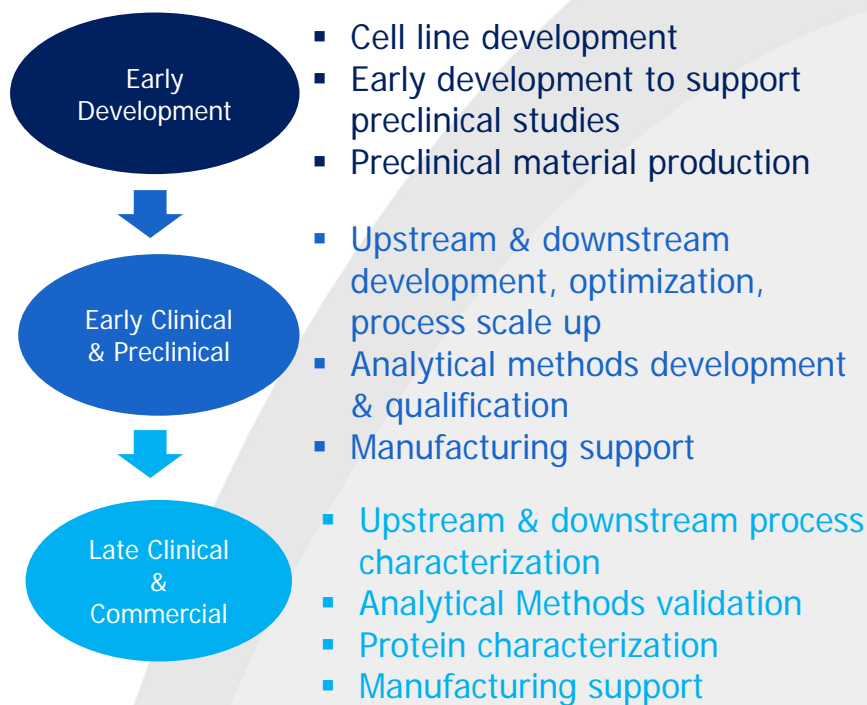 Early
Development
▪ Cell line development
▪ Early development to support
preclinical studies
▪ Preclinical material production
Early Clinical
& Preclinical
▪ Upstream & downstream
development, optimization,
process scale up
▪ Analytical methods development
& qualification
▪ Manufacturing support
Late Clinical
&
Commercial
▪ Upstream & downstream process
characterization
▪ Analytical Methods validation
▪ Protein characterization
▪ Manufacturing support